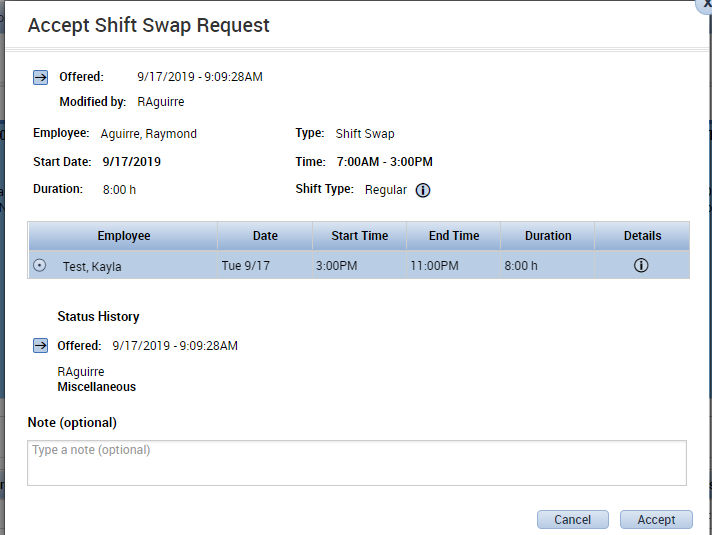 Accept Shift Swap Request
Offered: 9/17/2019 - 9:09:28AM
Modified by: RAguirre
Employee: Aguirre, Raymond Type: Shift Swap
Start Date: 9/17/2019 Time: 7:00AM - 3:00PM
Duration: 8:00 h Shift Type: Regular
Employee Date Start Time End Time Duration Details
Test, Kayla Tue 9/17 3:00PM 11:00PM 8:00 h
Status History
Offered: 9/17/2019 - 9:09:28AM
RAguirre
Miscellaneous
Note (optional)
Type a note (optional)
Cancel Accept